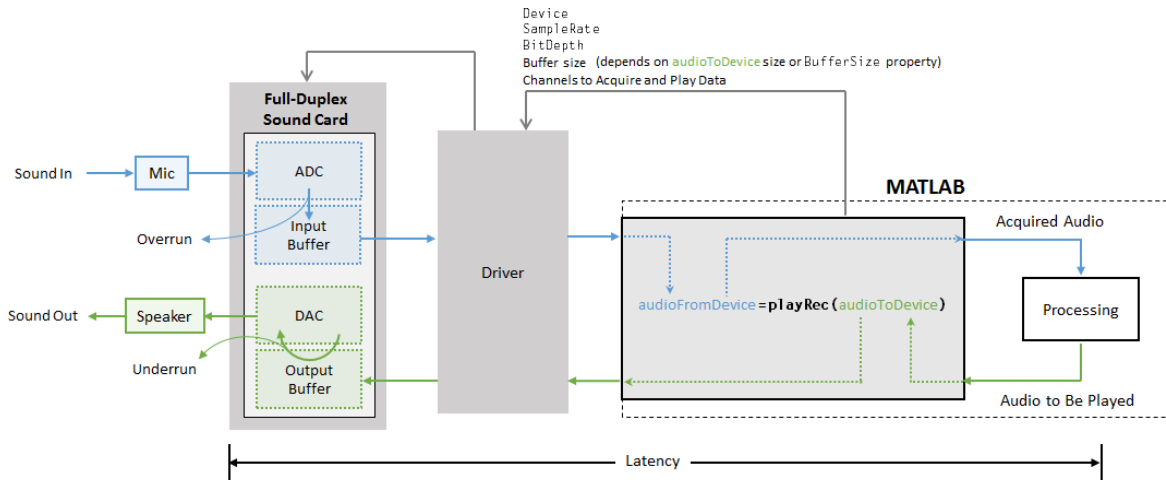 Device
SampleRate
BitDepth
Buffer size (depends on audioToDevice size or BufferSize property)
Channels to Acquire and Play Data
Full-Duplex
Sound Card
Sound In
Mic
ADC
MATLAB
Input
Buffer
Overrun
Acquired Audio
Driver
audioFromDevice=playRec(audioToDevice)
Processing
Sound Out
Speaker
DAC
Underrun
Output
Buffer
Audio to Be Played
Latency